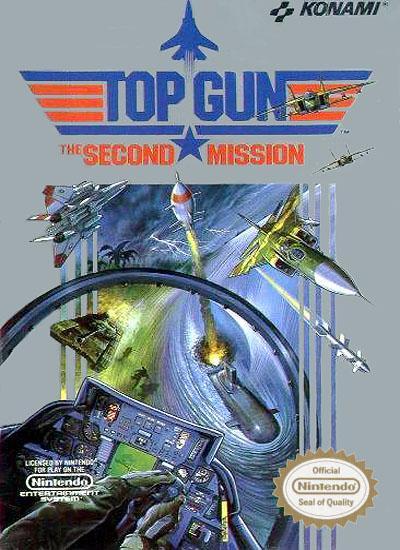 KONAMI®
TOP GUN
™
THE SECOND MISSION
LICENSED BY NINTENDO®
FOR PLAY ON THE
Nintendo
ENTERTAINMENT
SYSTEM®
Official
Nintendo®
Seal of Quality